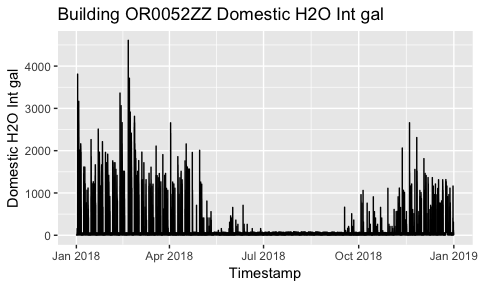 Building OR0052ZZ Domestic H2O Int gal
Domestic H2O Int gal
4000
3000
2000
1000
0
Jan 2018
Apr 2018
Jul 2018
Oct 2018
Jan 2019
Timestamp